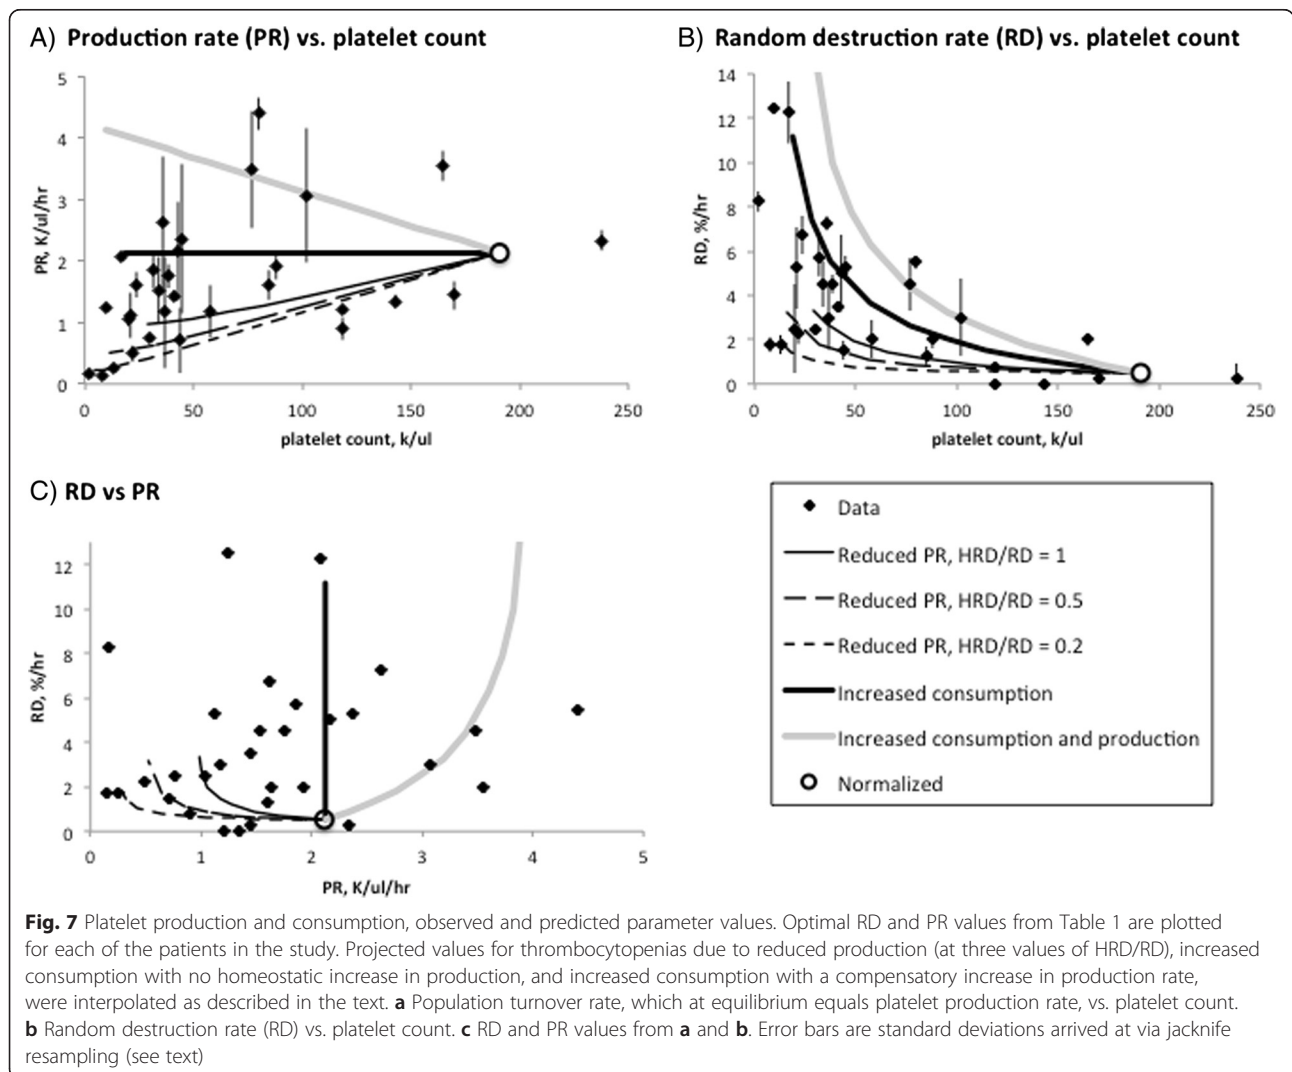 A) Production rate (PR) vs. platelet count
5
4
3
2
1
0
PR, K/ul/hr
0 50 100 150 200 250
platelet count, k/ul
B) Random destruction rate (RD) vs. platelet count
14
12
10
8
6
4
2
0
RD, %/hr
0 50 100 150 200 250
platelet count, k/ul
C) RD vs PR
12
10
8
6
4
2
0
RD, %/hr
0 1 2 3 4 5
PR, K/ul/hr
Data
Reduced PR, HRD/RD = 1
Reduced PR, HRD/RD = 0.5
Reduced PR, HRD/RD = 0.2
Increased consumption
Increased consumption and production
Normalized
Fig. 7 Platelet production and consumption, observed and predicted parameter values. Optimal RD and PR values from Table 1 are plotted
for each of the patients in the study. Projected values for thrombocytopenias due to reduced production (at three values of HRD/RD), increased
consumption with no homeostatic increase in production, and increased consumption with a compensatory increase in production rate,
were interpolated as described in the text. a Population turnover rate, which at equilibrium equals platelet production rate, vs. platelet count.
b Random destruction rate (RD) vs. platelet count. c RD and PR values from a and b. Error bars are standard deviations arrived at via jacknife
resampling (see text)